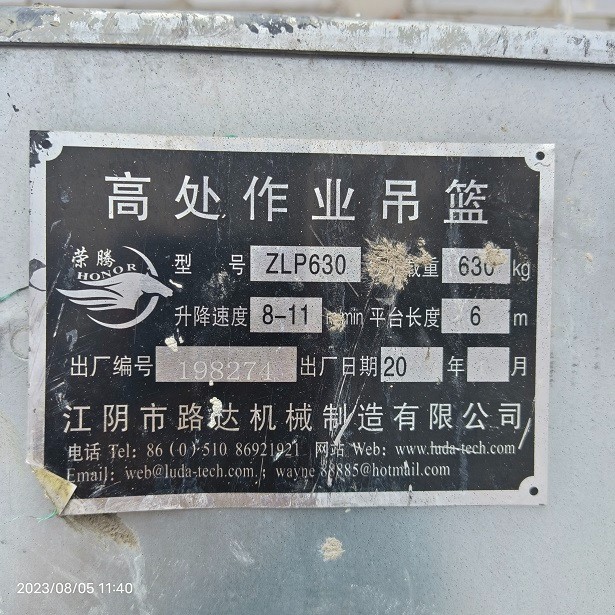 高处作业吊篮
荣腾
HONOR
型 号 ZLP630 载重 630 kg
升降速度 8-11 m/min 平台长度 6 m
出厂编号 198274 出厂日期 20 年 月
江阴市路达机械制造有限公司
电话 Tel: 86 (0) 510 86921921 网站 Web: www.luda-tech.com
Email: web@luda-tech.com.; wayne 88885@hotmail.com
2023/08/05 11:40